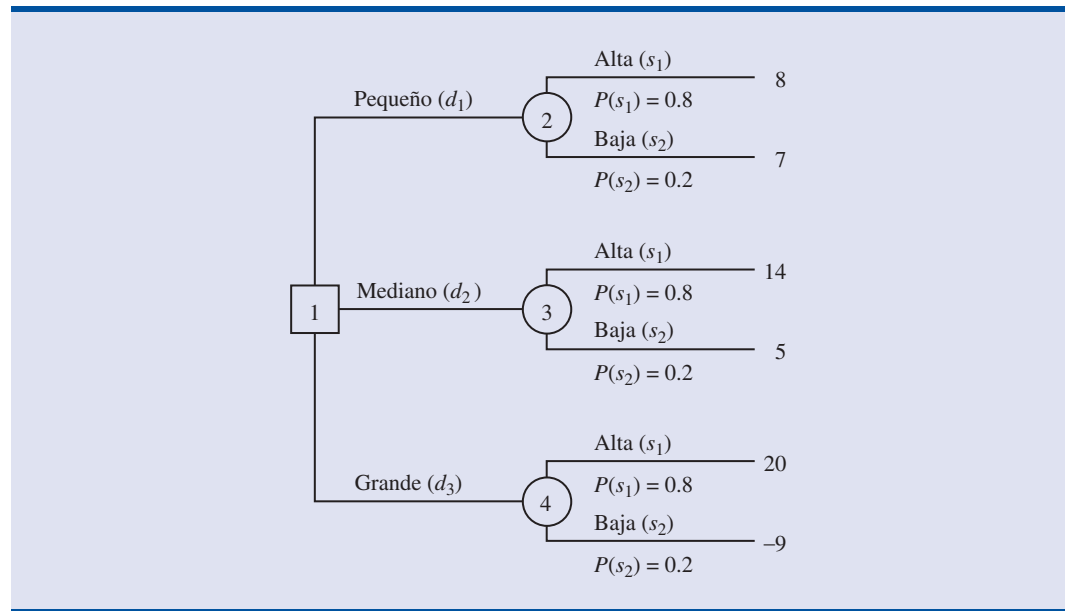 Alta (s1)
8
Pequeño (d1)
P(s1) = 0.8
2
Baja (s2)
7
P(s2) = 0.2
Alta (s1)
14
Mediano (d2)
P(s1) = 0.8
1
3
Baja (s2)
5
P(s2) = 0.2
Alta (s1)
20
Grande (d3)
P(s1) = 0.8
4
Baja (s2)
–9
P(s2) = 0.2